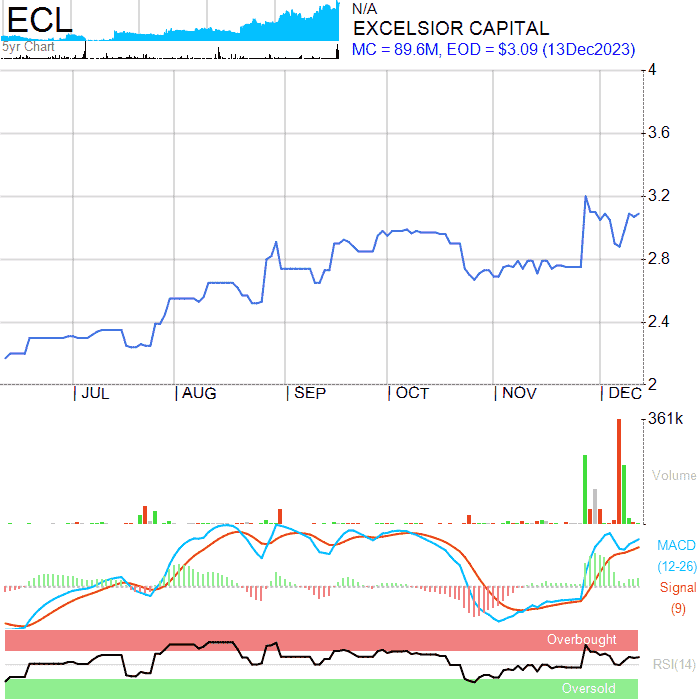 ECL
N/A
EXCELSIOR CAPITAL
5yr Chart
MC = 89.6M, EOD = $3.09 (13Dec2023)
4
3.6
3.2
2.8
2.4
2
JUL
AUG
SEP
OCT
NOV
DEC
361k
Volume
MACD
(12-26)
Signal
(9)
Overbought
RSI(14)
Oversold